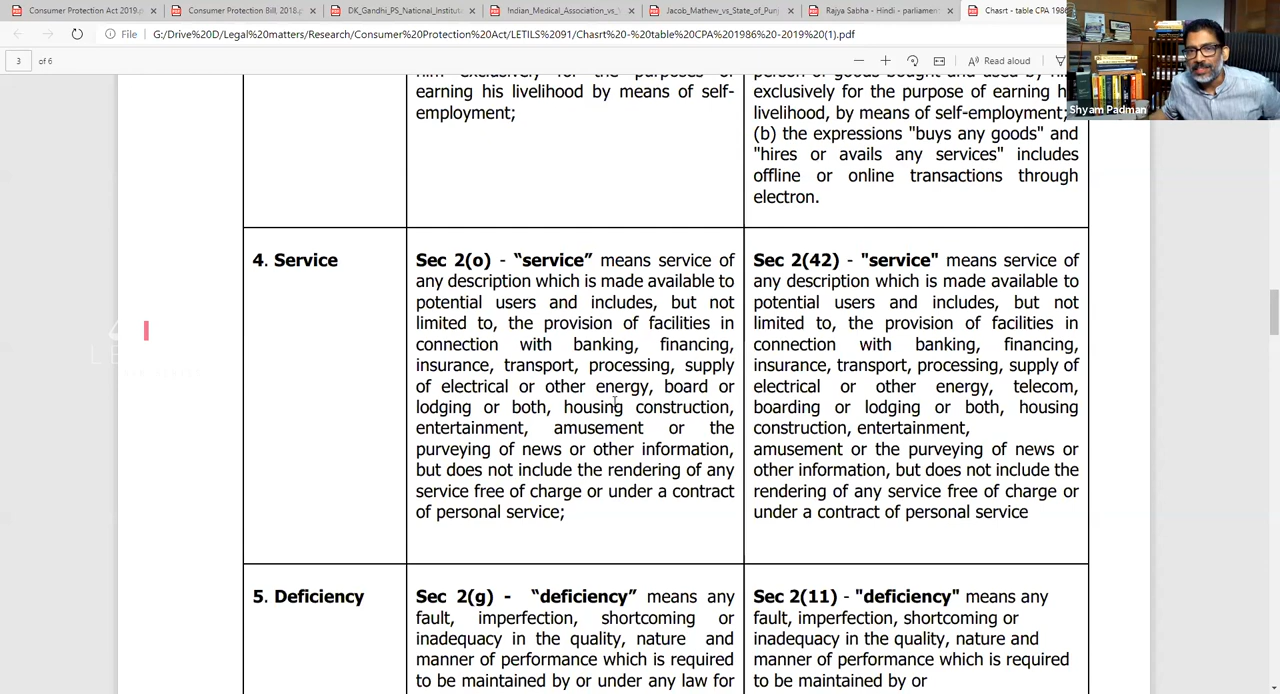 Consumer Protection Act 2019.p
Consumer Protection Bill, 2018.p
DK_Gandhi_PS_National_Institut
Indian_Medical_Association_vs_
Jacob_Mathew_vs_State_of_Pun
Rajya Sabha - Hindi - parliamen
Chasrt - table CPA 1986
File
G:/Drive%20D/Legal%20matters/Research/Consumer%20Protection%20Act/LETILS%2091/Chasrt%20-%20table%20CPA%201986%20-2019%20(1).pdf
3 of 6
Read aloud
Shyam Padman
him exclusively for the purposes of
earning his livelihood by means of self-
employment;
person of goods bought and used by
exclusively for the purpose of earning
livelihood, by means of self-employment;
(b) the expressions "buys any goods" and
"hires or avails any services" includes
offline or online transactions through
electron.
4. Service
Sec 2(o) - “service” means service of
any description which is made available to
potential users and includes, but not
limited to, the provision of facilities in
connection with banking, financing,
insurance, transport, processing, supply
of electrical or other energy, board or
lodging or both, housing construction,
entertainment, amusement or the
purveying of news or other information,
but does not include the rendering of any
service free of charge or under a contract
of personal service;
Sec 2(42) - "service" means service of
any description which is made available to
potential users and includes, but not
limited to, the provision of facilities in
connection with banking, financing,
insurance, transport, processing, supply of
electrical or other energy, telecom,
boarding or lodging or both, housing
construction, entertainment,
amusement or the purveying of news or
other information, but does not include the
rendering of any service free of charge or
under a contract of personal service
5. Deficiency
Sec 2(g) - “deficiency” means any
fault, imperfection, shortcoming or
inadequacy in the quality, nature and
manner of performance which is required
to be maintained by or under any law for
Sec 2(11) - "deficiency" means any
fault, imperfection, shortcoming or
inadequacy in the quality, nature and
manner of performance which is required
to be maintained by or